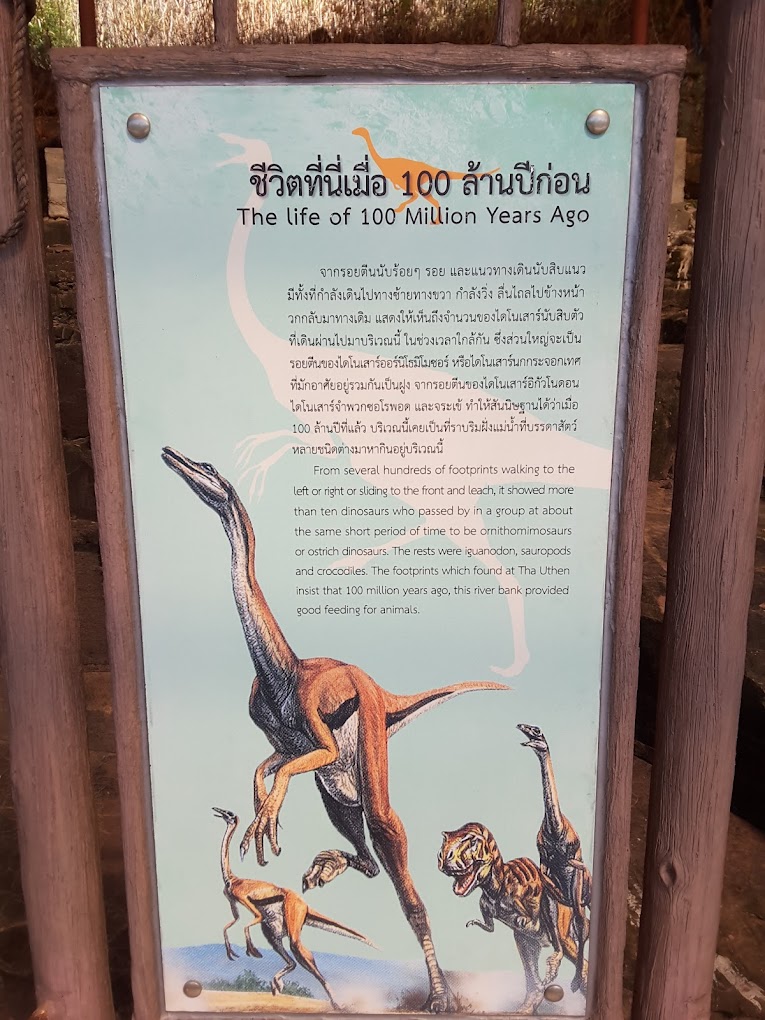 ชีวิตที่นี่เมื่อ 100 ล้านปีก่อน
The life of 100 Million Years Ago
จากรอยตีนนับร้อยๆ รอย และแนวทางเดินนับสิบแนว
มีทั้งที่กำลังเดินไปทางซ้ายทางขวา กำลังวิ่ง ลื่นไถลไปข้างหน้า
วกกลับมาทางเดิม แสดงให้เห็นถึงจำนวนของไดโนเสาร์นับสิบตัว
ที่เดินผ่านไปมาบริเวณนี้ ในช่วงเวลาใกล้กัน ซึ่งส่วนใหญ่จะเป็น
รอยตีนของไดโนเสาร์ออร์นิโธมิโมซอร์ หรือไดโนเสาร์นกกระจอกเทศ
ที่มักอาศัยอยู่รวมกันเป็นฝูง จากรอยตีนของไดโนเสาร์อิกัวโนดอน
ไดโนเสาร์จำพวกซอโรพอด และจระเข้ ทำให้สันนิษฐานได้ว่าเมื่อ
100 ล้านปีที่แล้ว บริเวณนี้เคยเป็นที่ราบริมฝั่งแม่น้ำที่บรรดาสัตว์
หลายชนิดต่างมาหากินอยู่บริเวณนี้
From several hundreds of footprints walking to the
left or right or sliding to the front and leach, it showed more
than ten dinosaurs who passed by in a group at about
the same short period of time to be ornithomimosaurs
or ostrich dinosaurs. The rests were iguanodon, sauropods
and crocodiles. The footprints which found at Tha Uthen
insist that 100 million years ago, this river bank provided
good feeding for animals.